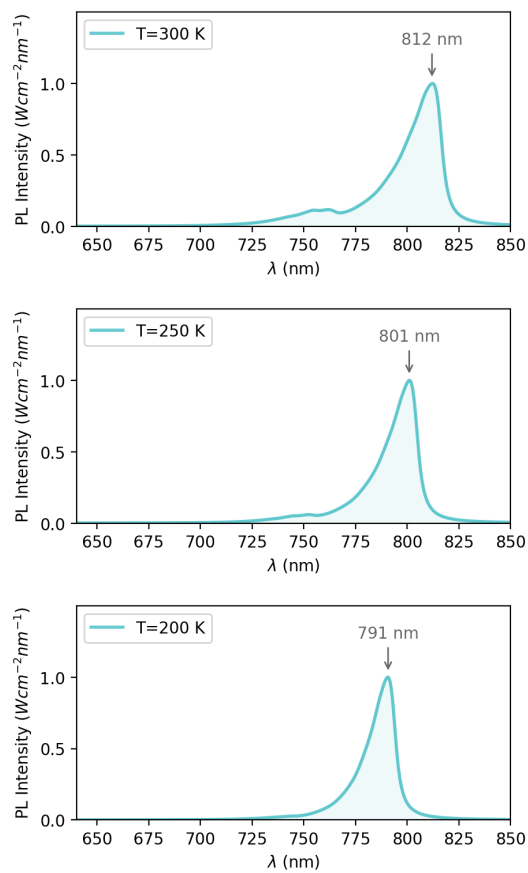 T=300 K
812 nm
PL Intensity (Wcm⁻²nm⁻¹)
1.0
0.5
0.0
650 675 700 725 750 775 800 825 850
λ (nm)
T=250 K
801 nm
PL Intensity (Wcm⁻²nm⁻¹)
1.0
0.5
0.0
650 675 700 725 750 775 800 825 850
λ (nm)
T=200 K
791 nm
PL Intensity (Wcm⁻²nm⁻¹)
1.0
0.5
0.0
650 675 700 725 750 775 800 825 850
λ (nm)